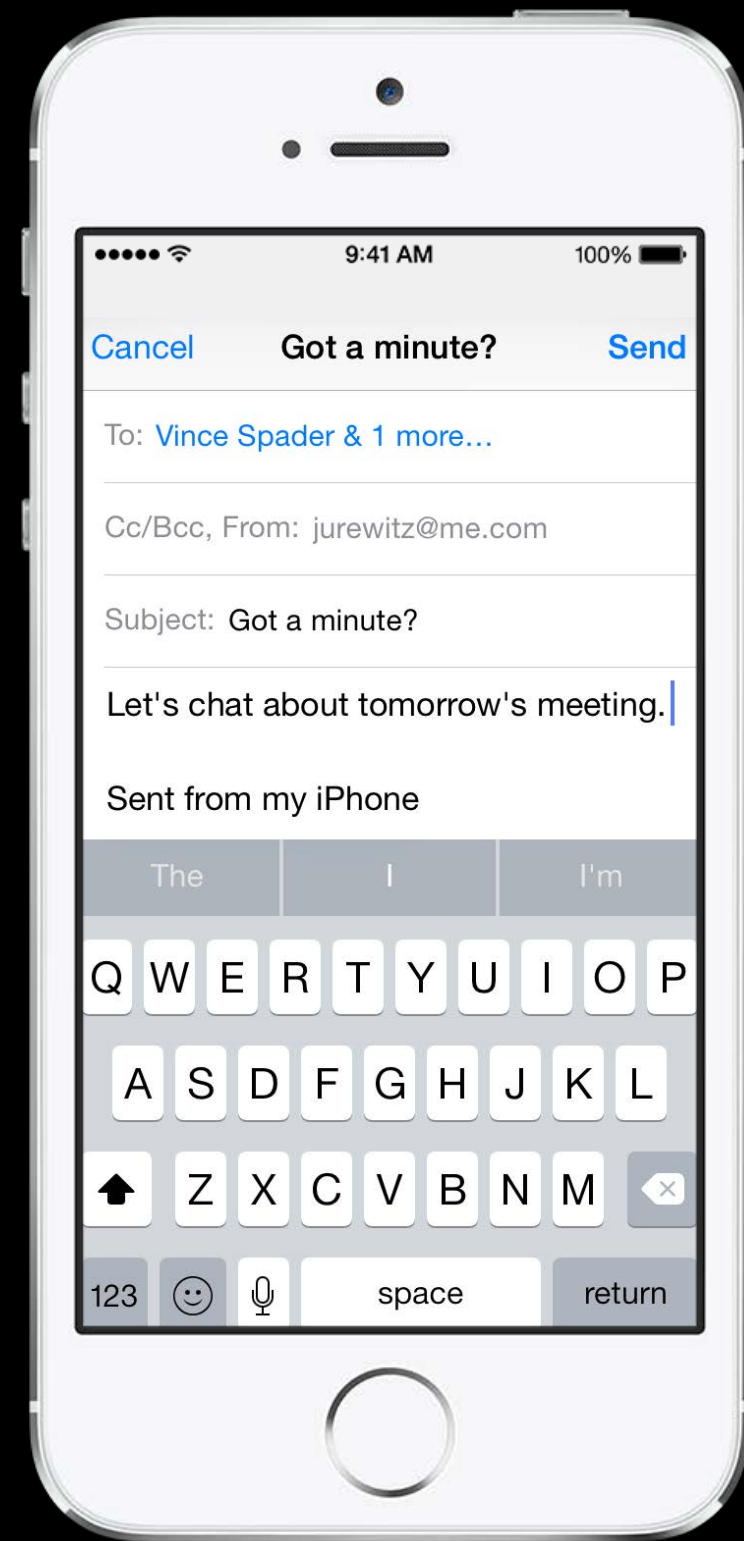 9:41 AM 100%
Cancel Got a minute? Send
To: Vince Spader & 1 more…
Cc/Bcc, From: jurewitz@me.com
Subject: Got a minute?
Let's chat about tomorrow's meeting.
Sent from my iPhone
The I I'm
Q W E R T Y U I O P
A S D F G H J K L
Z X C V B N M
123 space return